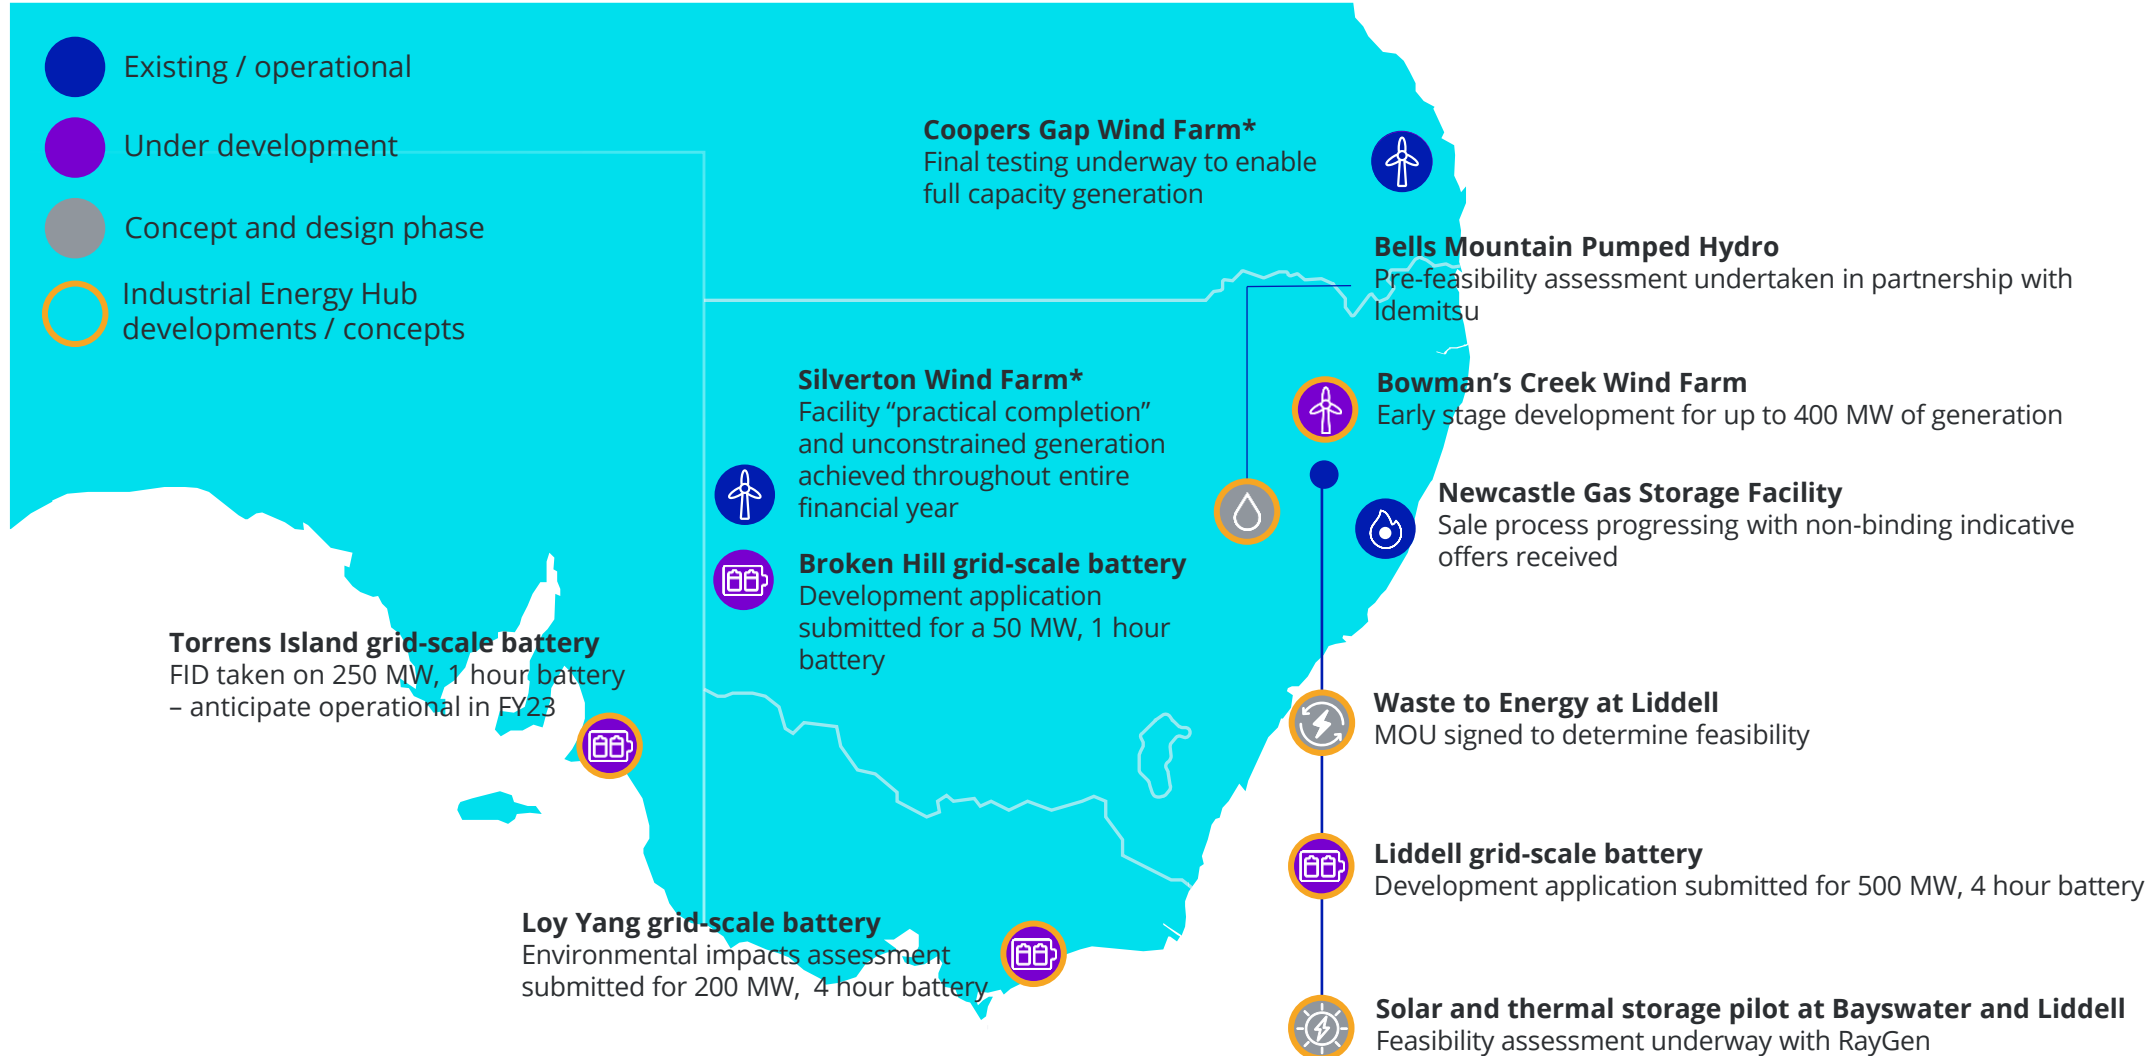 Existing / operational
Under development
Concept and design phase
Industrial Energy Hub
developments / concepts
Coopers Gap Wind Farm*
Final testing underway to enable
full capacity generation
Bells Mountain Pumped Hydro
Pre-feasibility assessment undertaken in partnership with
Idemitsu
Silverton Wind Farm*
Facility “practical completion”
and unconstrained generation
achieved throughout entire
financial year
Bowman’s Creek Wind Farm
Early stage development for up to 400 MW of generation
Newcastle Gas Storage Facility
Sale process progressing with non-binding indicative
offers received
Broken Hill grid-scale battery
Development application
submitted for a 50 MW, 1 hour
battery
Torrens Island grid-scale battery
FID taken on 250 MW, 1 hour battery
– anticipate operational in FY23
Waste to Energy at Liddell
MOU signed to determine feasibility
Liddell grid-scale battery
Development application submitted for 500 MW, 4 hour battery
Loy Yang grid-scale battery
Environmental impacts assessment
submitted for 200 MW, 4 hour battery
Solar and thermal storage pilot at Bayswater and Liddell
Feasibility assessment underway with RayGen